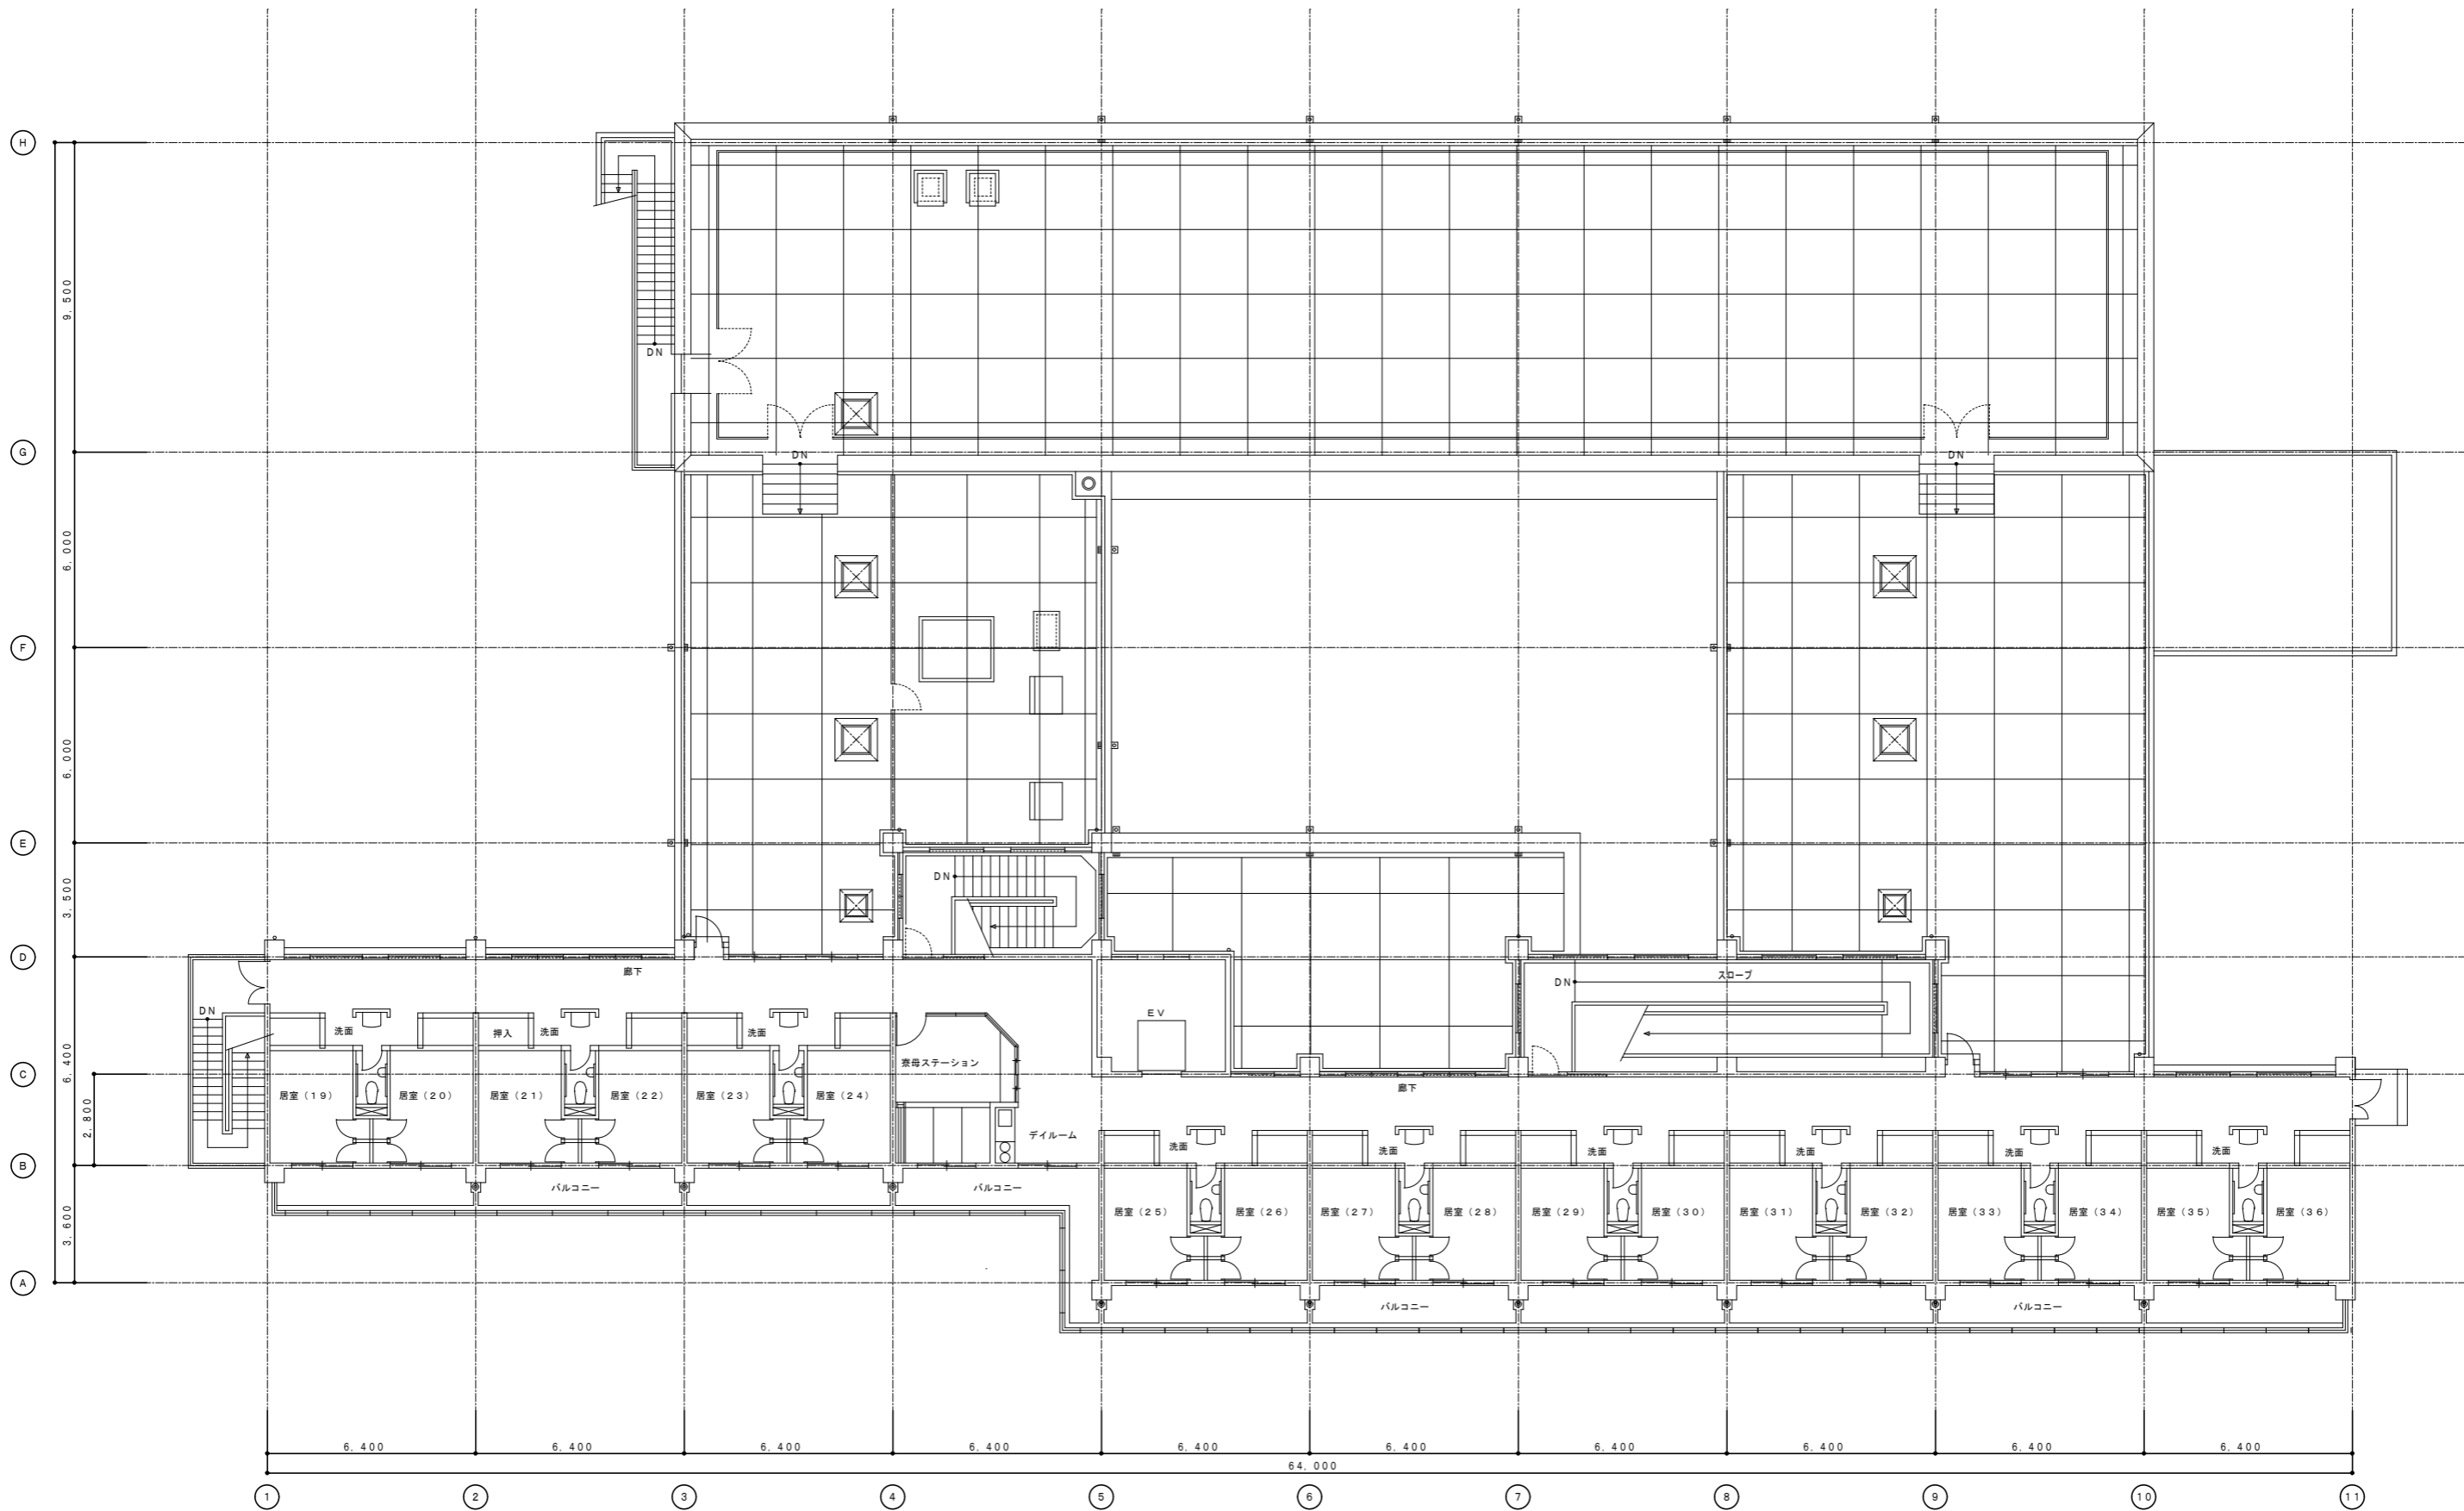 H
9,500
DN
G
DN
DN
6,000
F
6,000
E
3,500
DN
D
廊下
スロープ
DN
DN
EV
洗面
押入
洗面
洗面
寮母ステーション
6,400
C
廊下
2,800
居室(19)
居室(20)
居室(21)
居室(22)
居室(23)
居室(24)
デイルーム
洗面
洗面
洗面
洗面
洗面
洗面
B
バルコニー
バルコニー
3,600
居室(25)
居室(26)
居室(27)
居室(28)
居室(29)
居室(30)
居室(31)
居室(32)
居室(33)
居室(34)
居室(35)
居室(36)
A
バルコニー
バルコニー
6,400
6,400
6,400
6,400
6,400
6,400
6,400
6,400
6,400
6,400
64,000
1
2
3
4
5
6
7
8
9
10
11